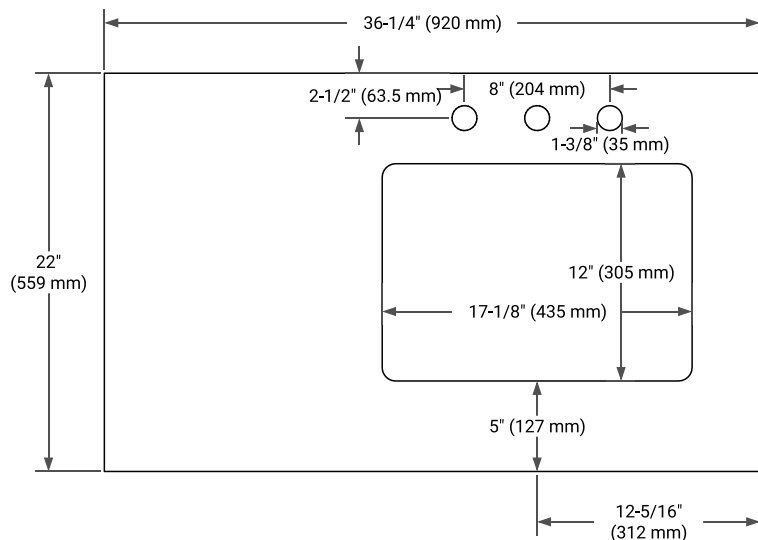 36-1/4" (920 mm)
2-1/2" (63.5 mm)
8" (204 mm)
1-3/8" (35 mm)
22"
(559 mm)
12" (305 mm)
17-1/8" (435 mm)
5" (127 mm)
12-5/16"
(312 mm)